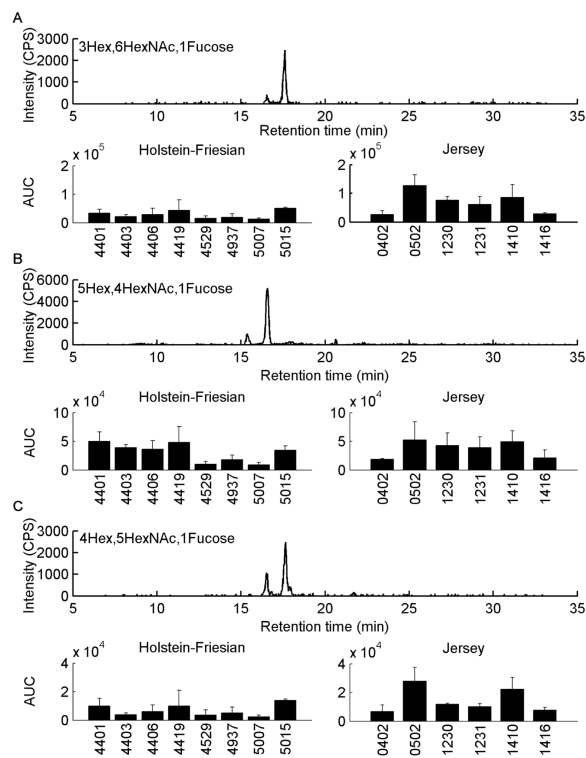 A
3Hex,6HexNAc,1Fucose
Intensity (CPS)
3000
2000
1000
0
5 10 15 20 25 30 35
Retention time (min)
Holstein-Friesian
x 10^5
AUC
2
1
0
4401 4403 4406 4419 4529 4937 5007 5015
Jersey
x 10^5
2
1
0
0402 0502 1230 1231 1410 1416
B
5Hex,4HexNAc,1Fucose
Intensity (CPS)
6000
4000
2000
0
5 10 15 20 25 30 35
Retention time (min)
Holstein-Friesian
x 10^4
AUC
10
5
0
4401 4403 4406 4419 4529 4937 5007 5015
Jersey
x 10^4
10
5
0
0402 0502 1230 1231 1410 1416
C
4Hex,5HexNAc,1Fucose
Intensity (CPS)
3000
2000
1000
0
5 10 15 20 25 30 35
Retention time (min)
Holstein-Friesian
x 10^4
AUC
4
2
0
4401 4403 4406 4419 4529 4937 5007 5015
Jersey
x 10^4
4
2
0
0402 0502 1230 1231 1410 1416